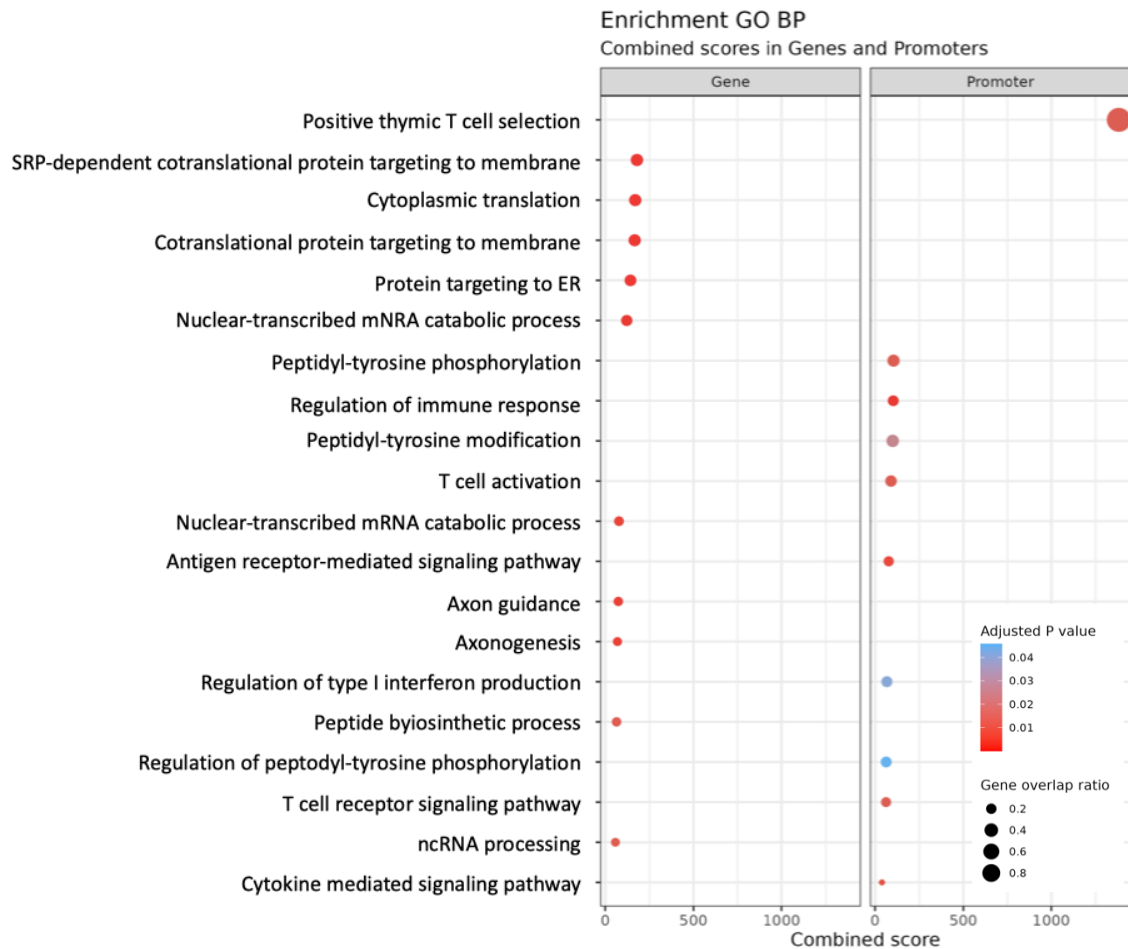 Enrichment GO BP
Combined scores in Genes and Promoters
Gene
Promoter
Positive thymic T cell selection
SRP-dependent cotranslational protein targeting to membrane
Cytoplasmic translation
Cotranslational protein targeting to membrane
Protein targeting to ER
Nuclear-transcribed mNRA catabolic process
Peptidyl-tyrosine phosphorylation
Regulation of immune response
Peptidyl-tyrosine modification
T cell activation
Nuclear-transcribed mRNA catabolic process
Antigen receptor-mediated signaling pathway
Axon guidance
Axonogenesis
Regulation of type I interferon production
Peptide byiosinthetic process
Regulation of peptodyl-tyrosine phosphorylation
T cell receptor signaling pathway
ncRNA processing
Cytokine mediated signaling pathway
Adjusted P value
0.04
0.03
0.02
0.01
Gene overlap ratio
0.2
0.4
0.6
0.8
0 500 1000
0 500 1000
Combined score